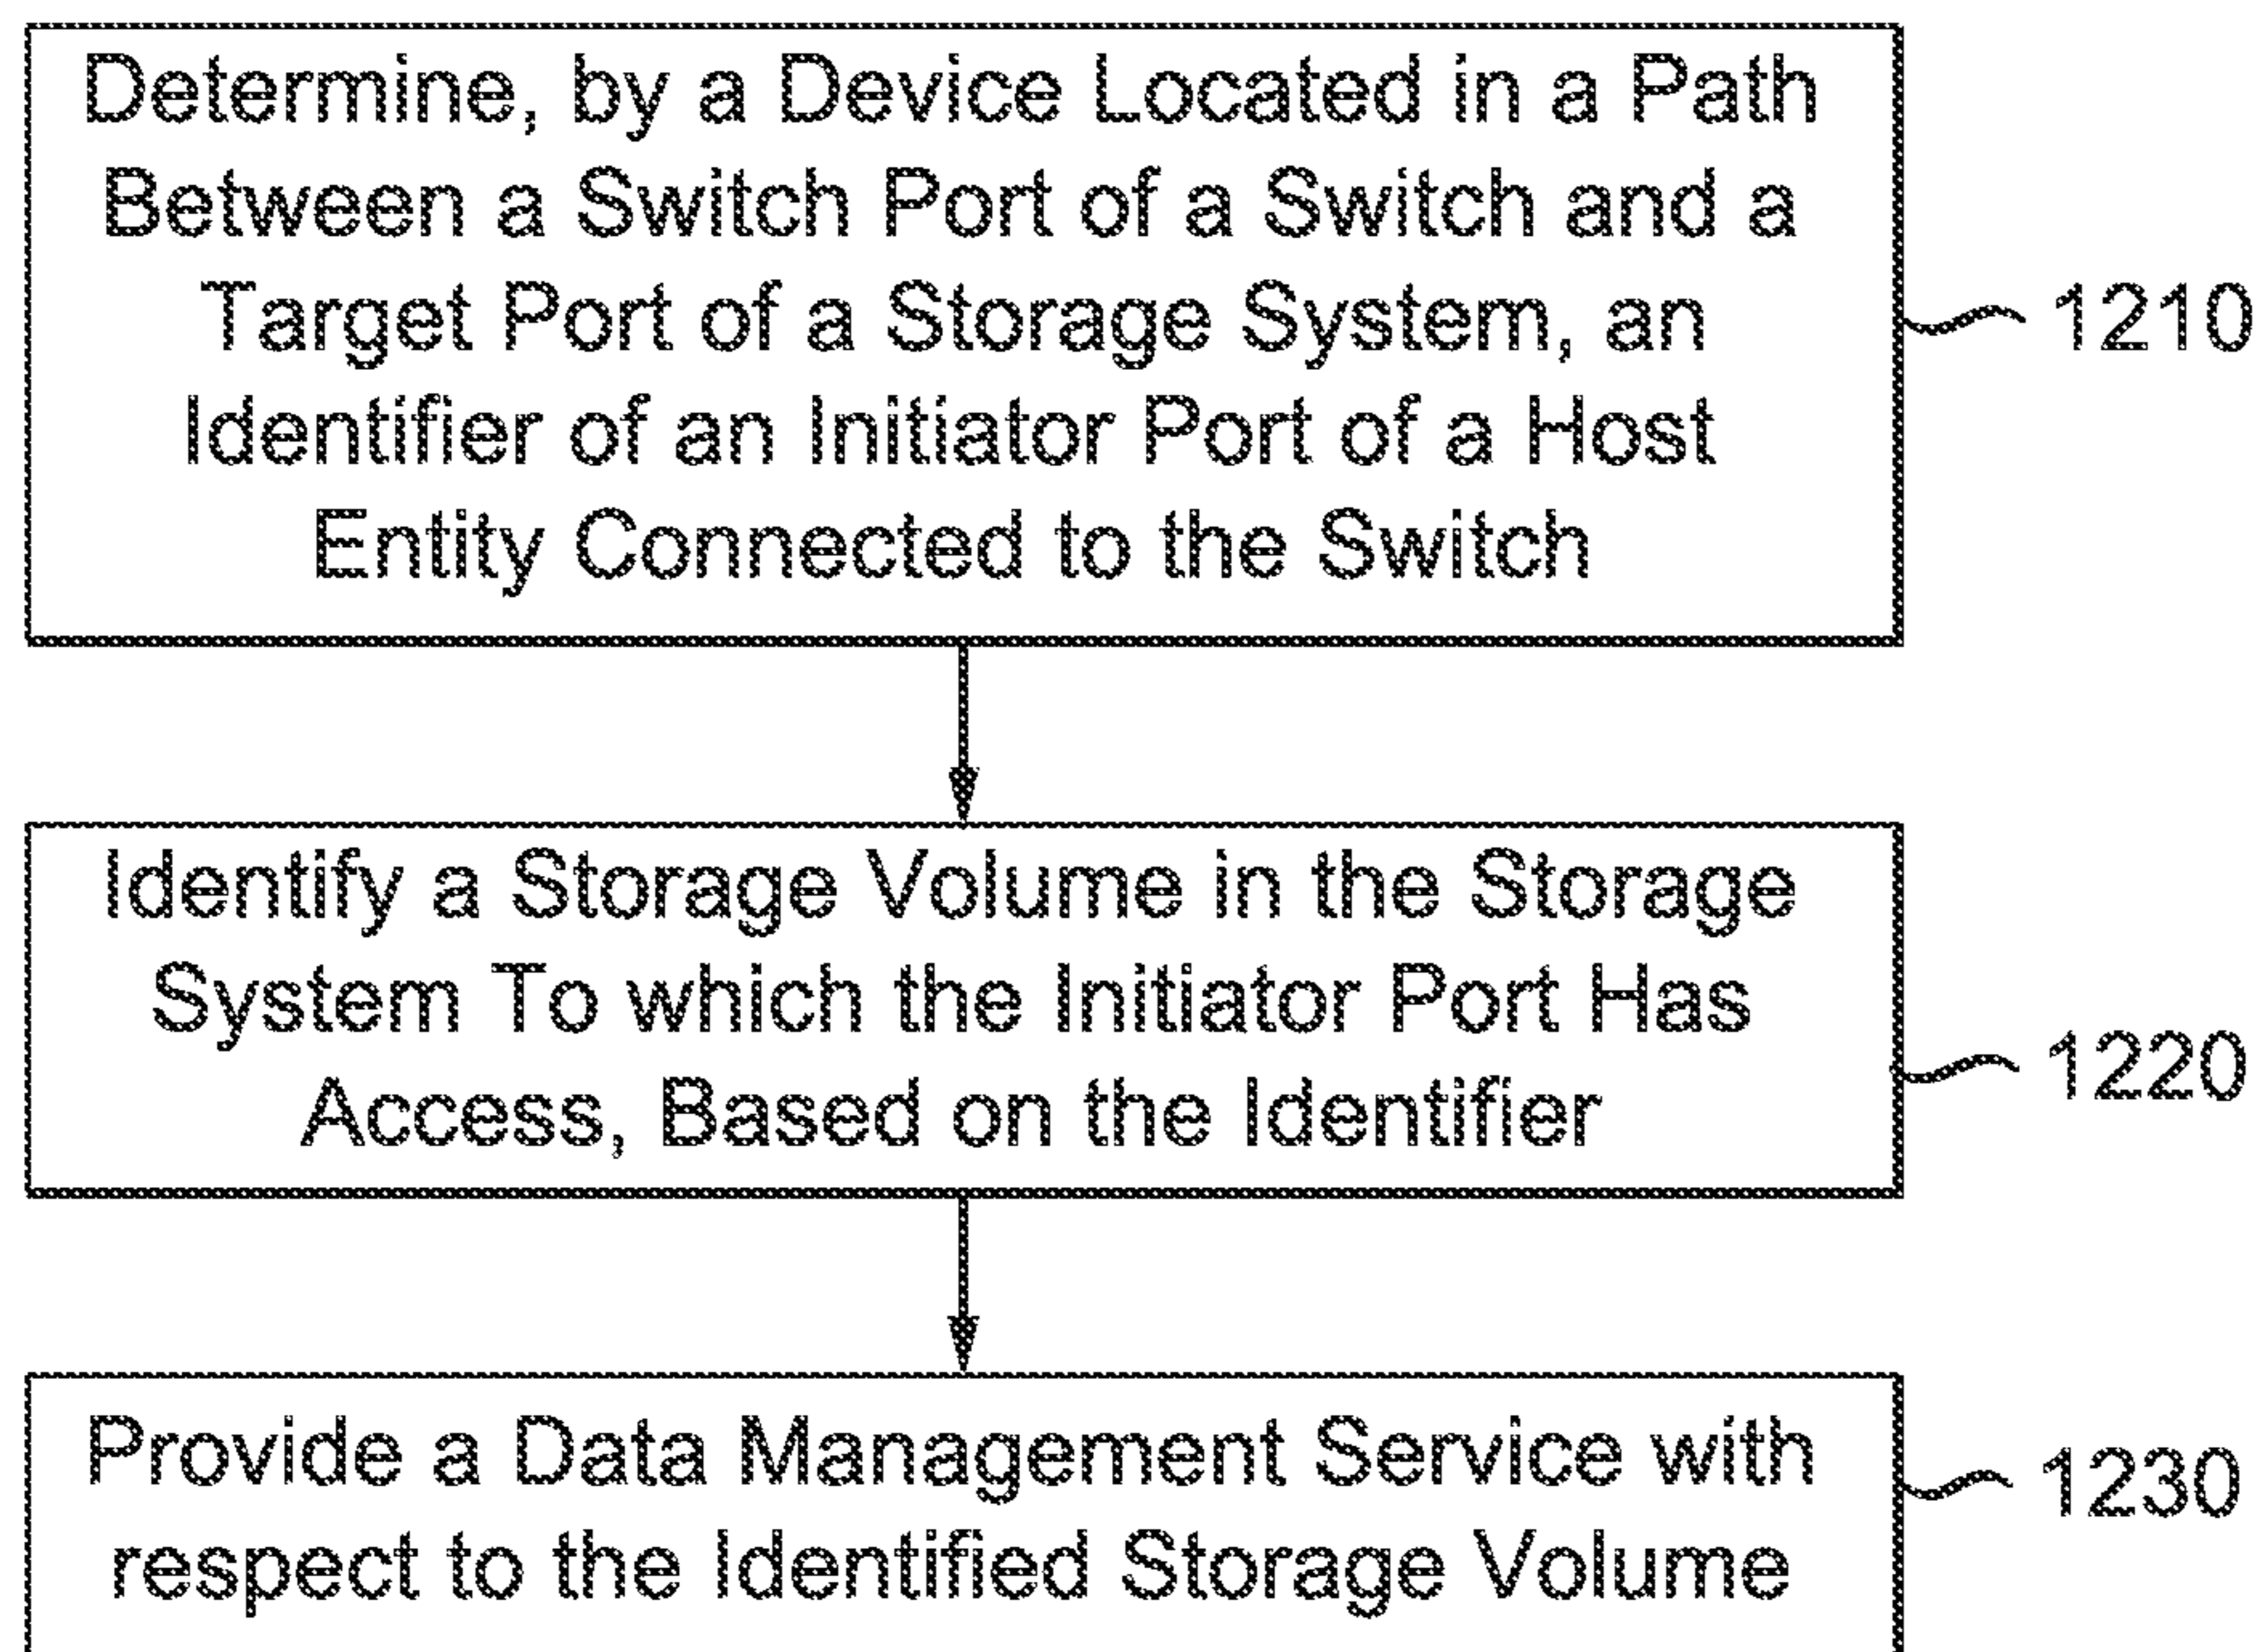 Determine, by a Device Located in a Path
Between a Switch Port of a Switch and a
Target Port of a Storage System, an
Identifier of an Initiator Port of a Host
Entity Connected to the Switch
1210
Identify a Storage Volume in the Storage
System To which the Initiator Port Has
Access, Based on the Identifier
1220
Provide a Data Management Service with
respect to the Identified Storage Volume
1230